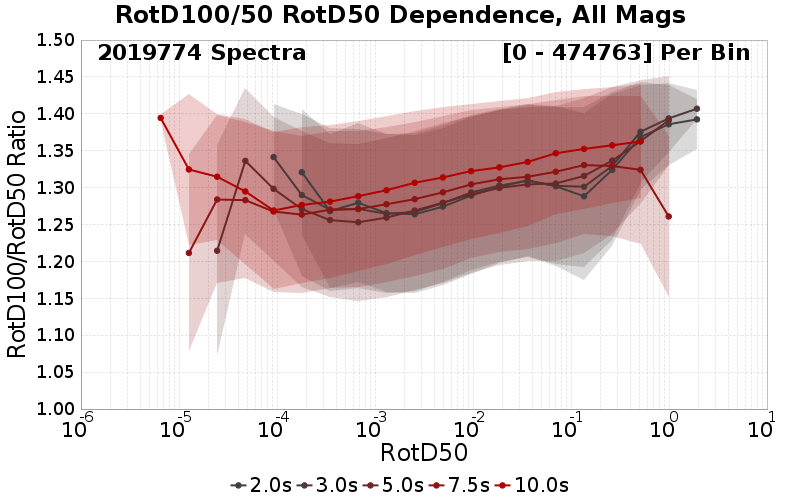 RotD100/50 RotD50 Dependence, All Mags
2019774 Spectra
[0 - 474763] Per Bin
RotD100/RotD50 Ratio
1.50
1.45
1.40
1.35
1.30
1.25
1.20
1.15
1.10
1.05
1.00
10^-6 10^-5 10^-4 10^-3 10^-2 10^-1 10^0 10^1
RotD50
2.0s 3.0s 5.0s 7.5s 10.0s